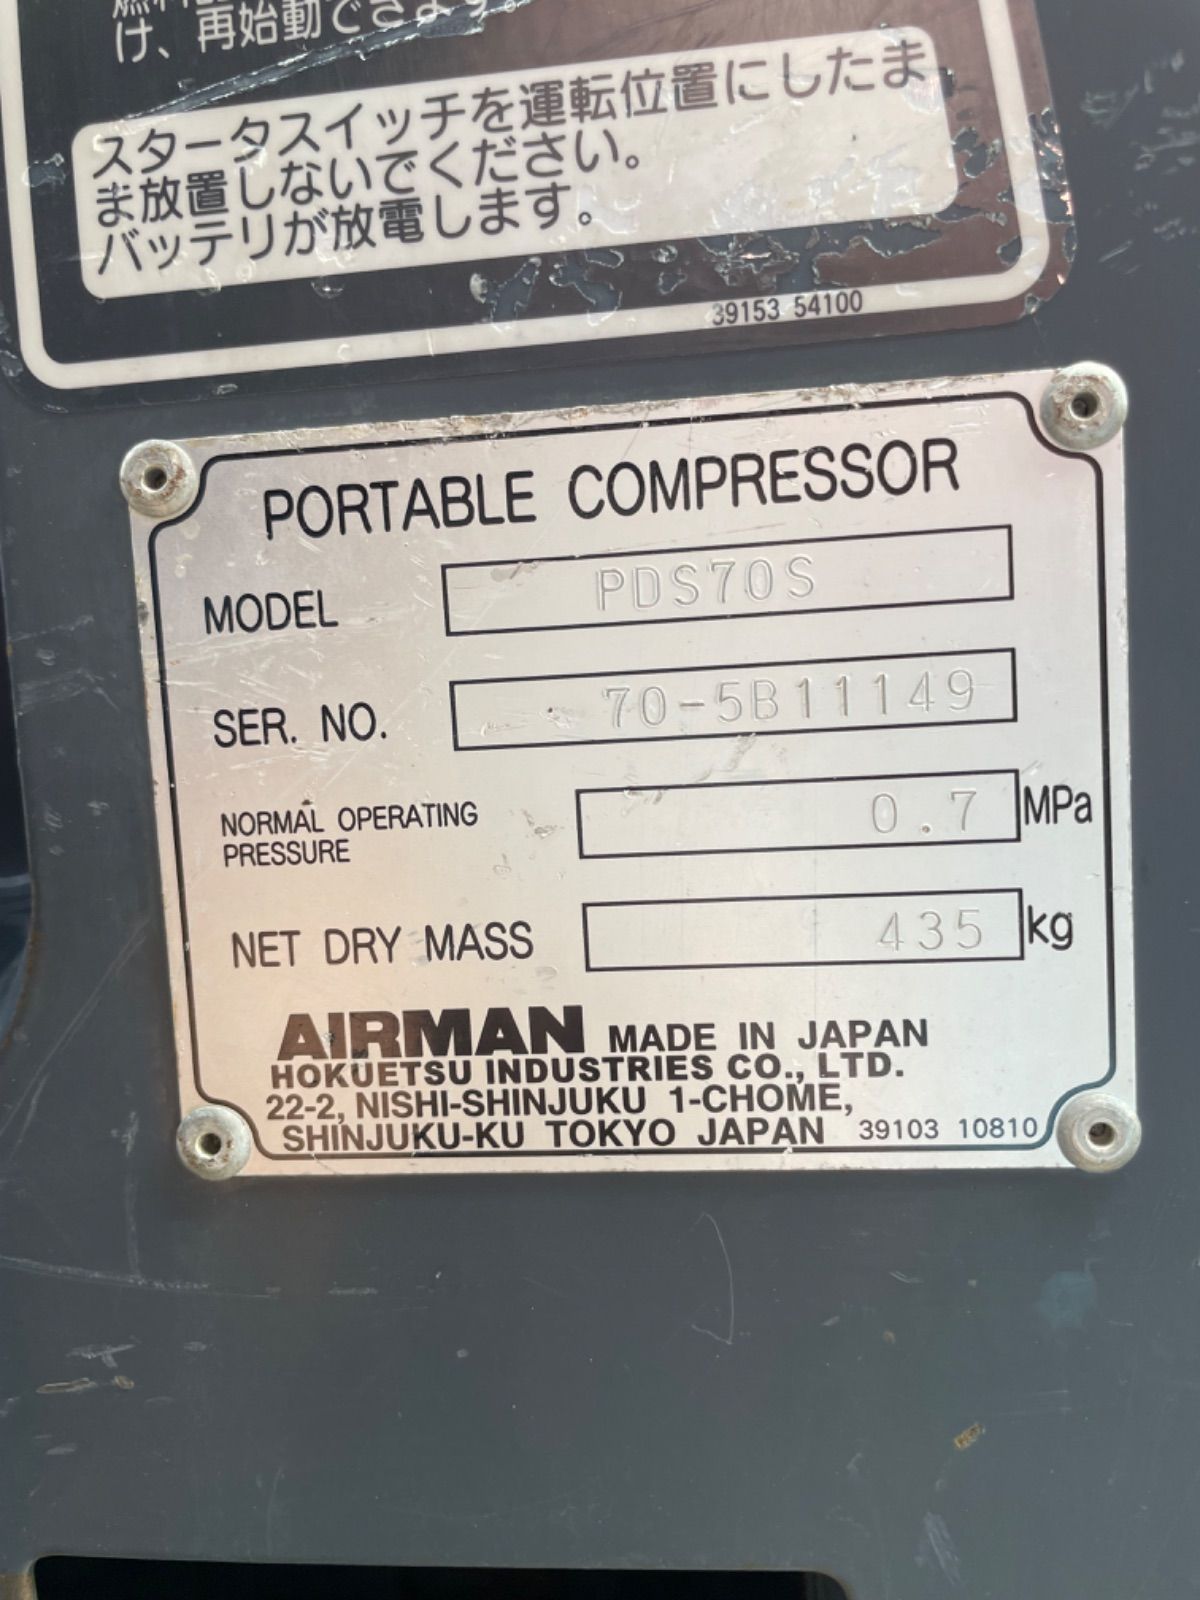 け、再始動できます。
スタータスイッチを運転位置にしたま
ま放置しないでください。
バッテリが放電します。
39153 54100
PORTABLE COMPRESSOR
MODEL PDS70S
SER. NO. 70-5B11149
NORMAL OPERATING
PRESSURE 0.7 MPa
NET DRY MASS 435 kg
AIRMAN MADE IN JAPAN
HOKUETSU INDUSTRIES CO., LTD.
22-2, NISHI-SHINJUKU 1-CHOME,
SHINJUKU-KU TOKYO JAPAN 39103 10810